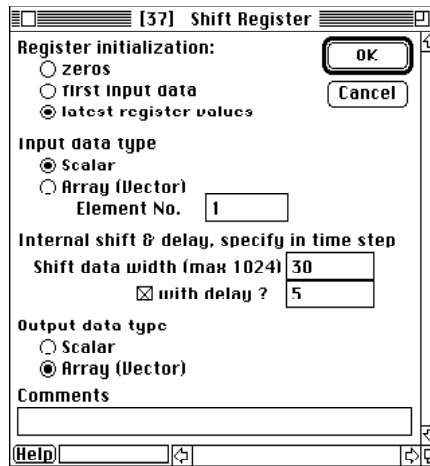 [37] Shift Register
Register initialization:
zeros
first input data
latest register values
OK
Cancel
Input data type
Scalar
Array (Vector)
Element No. 1
Internal shift & delay, specify in time step
Shift data width (max 1024) 30
with delay ? 5
Output data type
Scalar
Array (Vector)
Comments
Help